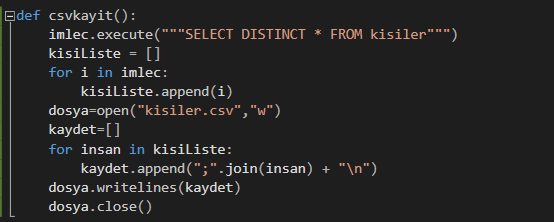 def csvkayit():
    imlec.execute("""SELECT DISTINCT * FROM kisiler""")
    kisiListe = []
    for i in imlec:
        kisiListe.append(i)
    dosya=open("kisiler.csv","w")
    kaydet=[]
    for insan in kisiListe:
        kaydet.append(";".join(insan) + "\n")
    dosya.writelines(kaydet)
    dosya.close()